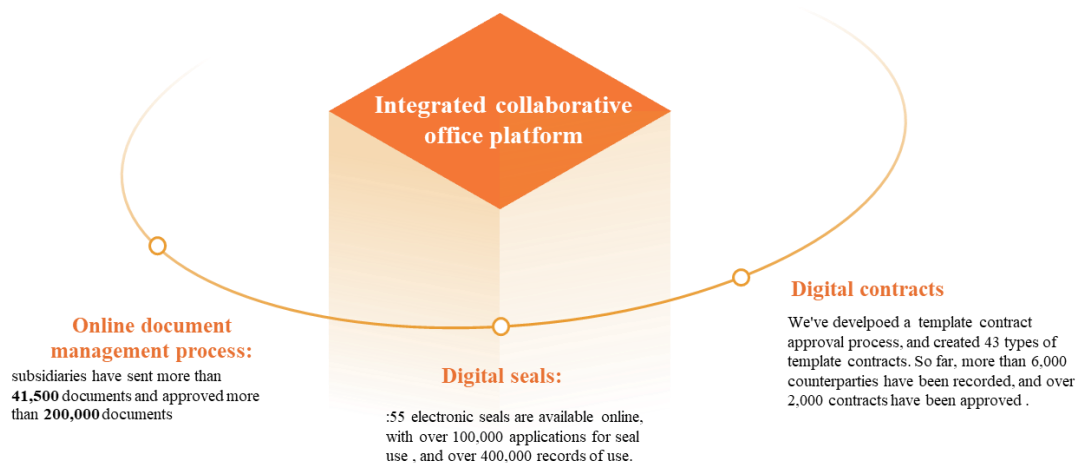 Integrated collaborative
office platform
Online document
management process:
subsidiaries have sent more than
41,500 documents and approved more
than 200,000 documents
Digital seals:
:55 electronic seals are available online,
with over 100,000 applications for seal
use , and over 400,000 records of use.
Digital contracts
We've develpoed a template contract
approval process, and created 43 types of
template contracts. So far, more than 6,000
counterparties have been recorded, and over
2,000 contracts have been approved .